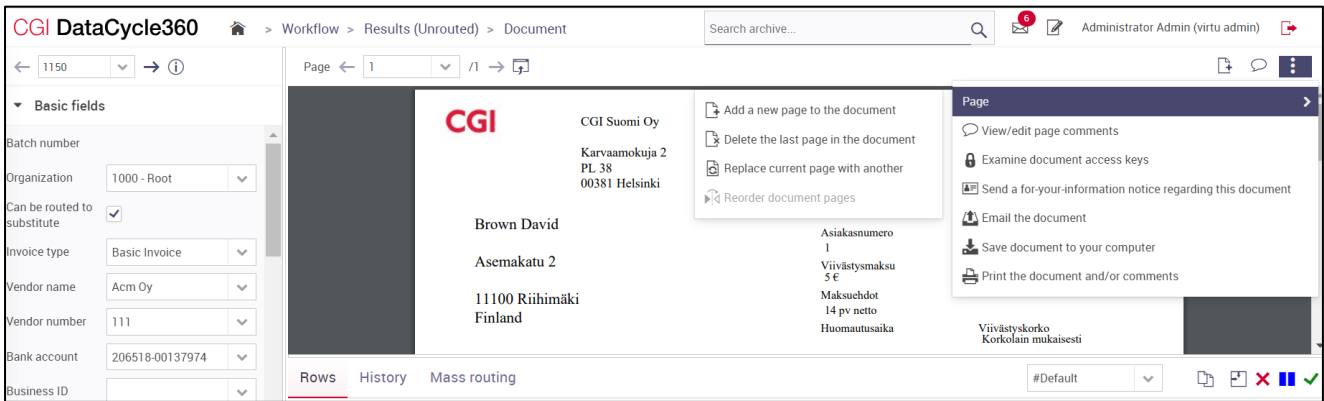 CGI DataCycle360 > Workflow > Results (Unrouted) > Document Search archive... 6 Administrator Admin (virtu admin)
1150
Page 1 /1
Basic fields
Batch number
Organization 1000 - Root
Can be routed to substitute
Invoice type Basic Invoice
Vendor name Acm Oy
Vendor number 111
Bank account 206518-00137974
Business ID
CGI
CGI Suomi Oy
Karvaamokuja 2
PL 38
00381 Helsinki
Brown David
Asemakatu 2
11100 Riihimäki
Finland
Asiakasnumero
1
Viivästysmaksu
5 €
Maksuehdot
14 pv netto
Huomautusaika
Viivästyskorko
Korkolain mukaisesti
Add a new page to the document
Delete the last page in the document
Replace current page with another
Reorder document pages
Page
View/edit page comments
Examine document access keys
Send a for-your-information notice regarding this document
Email the document
Save document to your computer
Print the document and/or comments
Rows History Mass routing #Default